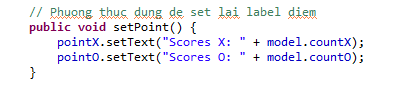 // Phuong thuc dung de set lai label diem
public void setPoint() {
pointX.setText("Scores X: " + model.countX);
pointO.setText("Scores O: " + model.countO);
}